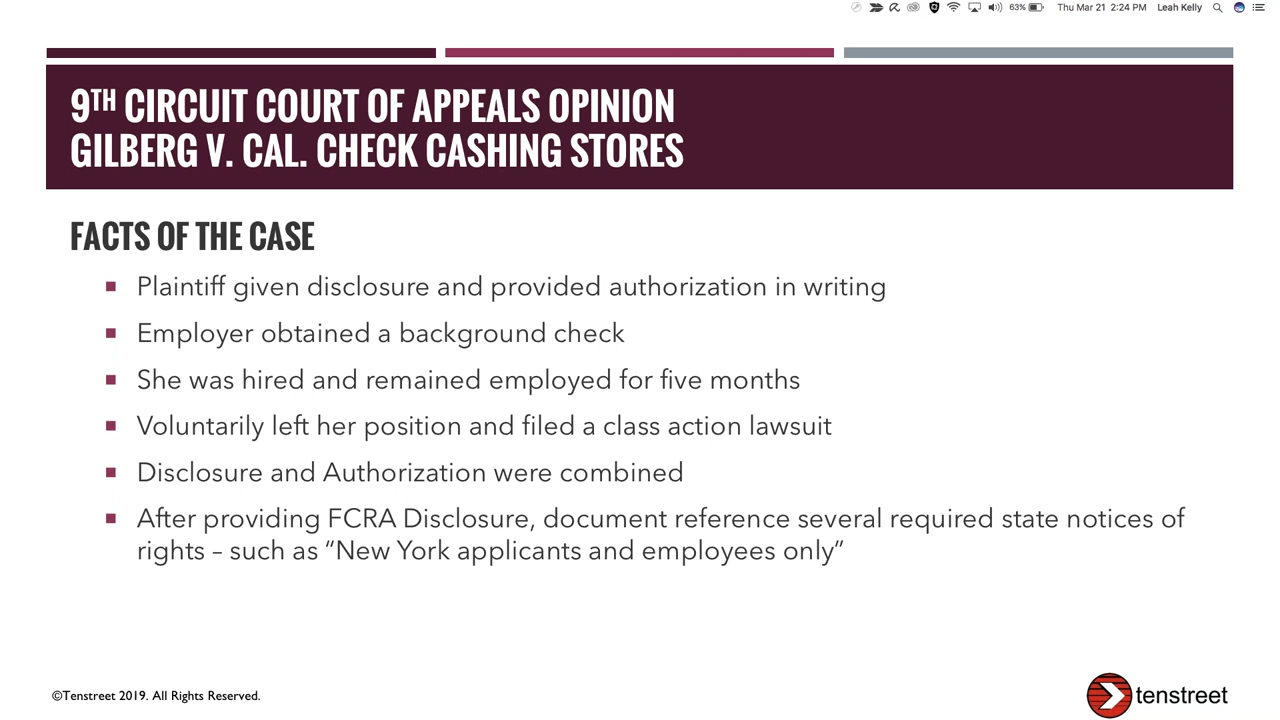 63% Thu Mar 21 2:24 PM Leah Kelly
9TH CIRCUIT COURT OF APPEALS OPINION
GILBERG V. CAL. CHECK CASHING STORES
FACTS OF THE CASE
Plaintiff given disclosure and provided authorization in writing
Employer obtained a background check
She was hired and remained employed for five months
Voluntarily left her position and filed a class action lawsuit
Disclosure and Authorization were combined
After providing FCRA Disclosure, document reference several required state notices of
rights – such as “New York applicants and employees only”
©Tenstreet 2019. All Rights Reserved.
tenstreet